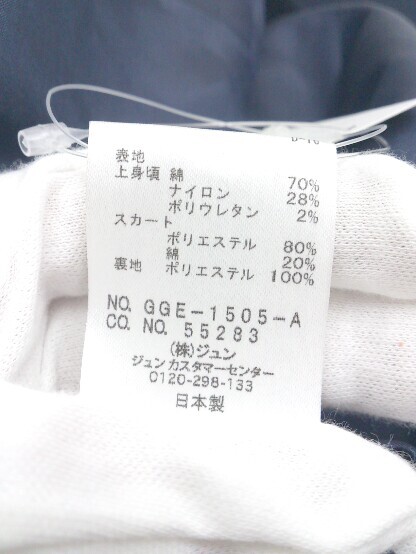 表地
上身頃 綿 70%
ナイロン 28%
ポリウレタン 2%
スカート
ポリエステル 80%
綿 20%
裏地 ポリエステル 100%
NO. GGE-1505-A
CO. NO. 55283
(株)ジュン
ジュンカスタマーセンター
0120-298-133
日本製